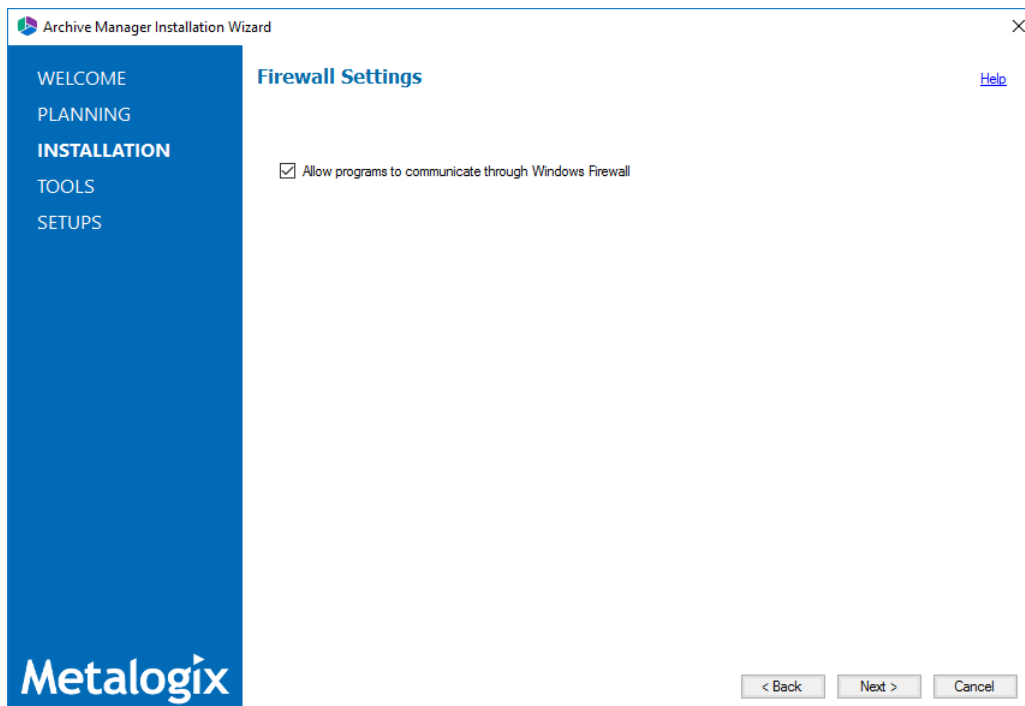 Archive Manager Installation Wizard
WELCOME
PLANNING
INSTALLATION
TOOLS
SETUPS
Firewall Settings
Help
Allow programs to communicate through Windows Firewall
Metalogix
< Back
Next >
Cancel